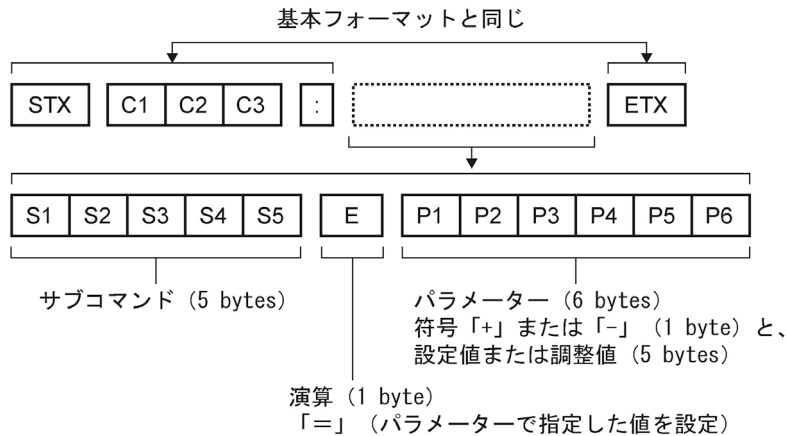 基本フォーマットと同じ
STX C1 C2 C3 : ETX
S1 S2 S3 S4 S5 E P1 P2 P3 P4 P5 P6
サブコマンド (5 bytes)
パラメーター (6 bytes)
符号「+」または「-」 (1 byte) と、
設定値または調整値 (5 bytes)
演算 (1 byte)
「＝」 (パラメーターで指定した値を設定)